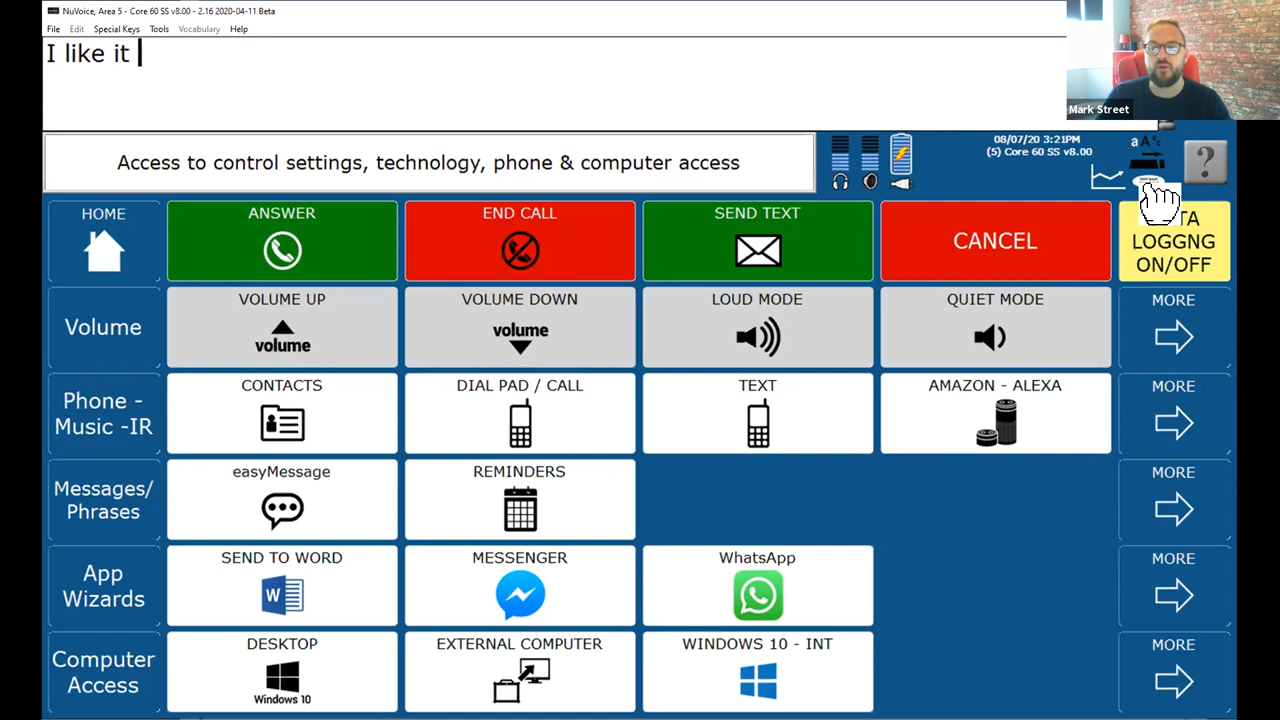 NuVoice, Area 5 - Core 60 SS v8.00 - 2.16 2020-04-11 Beta
File Edit Special Keys Tools Vocabulary Help
I like it
Mark Street
Access to control settings, technology, phone & computer access
08/07/20 3:21PM
(5) Core 60 SS v8.00
?
HOME
ANSWER
END CALL
SEND TEXT
CANCEL
LOGGNG
ON/OFF
Volume
VOLUME UP
volume
VOLUME DOWN
volume
LOUD MODE
QUIET MODE
MORE
Phone -
Music -IR
CONTACTS
DIAL PAD / CALL
TEXT
AMAZON - ALEXA
MORE
Messages/
Phrases
easyMessage
REMINDERS
MORE
App
Wizards
SEND TO WORD
W
MESSENGER
WhatsApp
MORE
Computer
Access
DESKTOP
Windows 10
EXTERNAL COMPUTER
WINDOWS 10 - INT
MORE